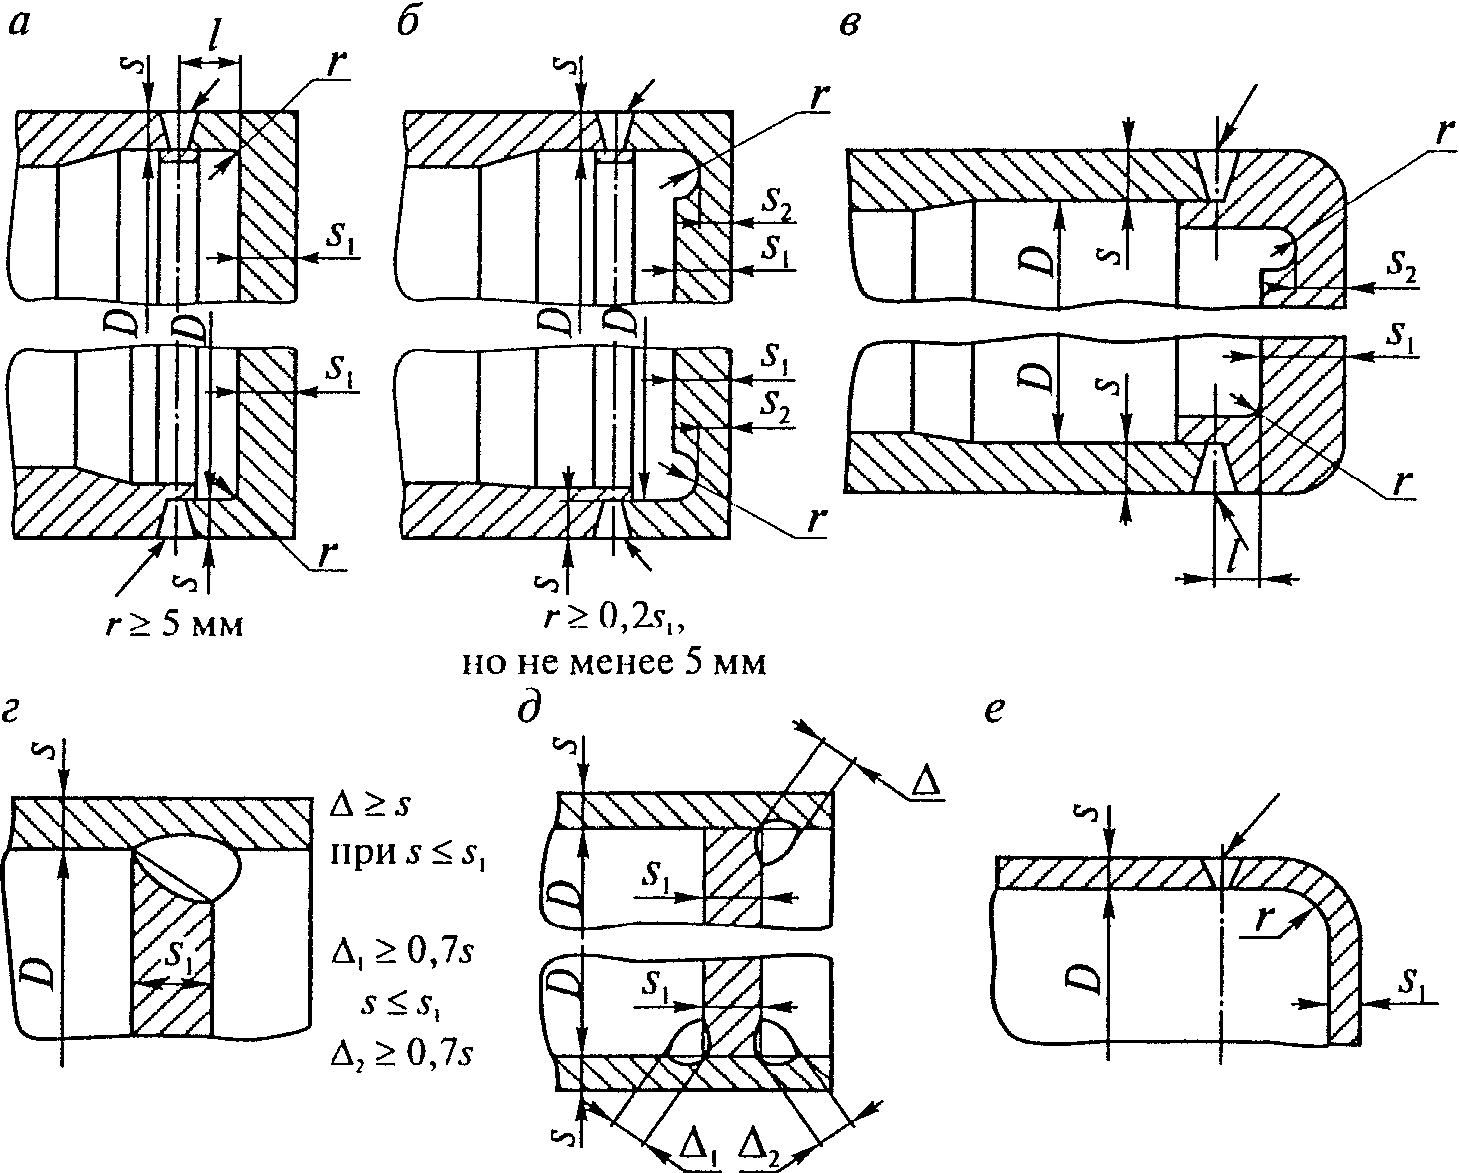 а
б
в
s
l
r
s
r
r
s₂
s₁
s₁
D
s
s₂
D
D
D
D
s₁
s₁
s₁
s₂
D
s
r
r
r
s
s
l
r ≥ 5 мм
r ≥ 0,2s₁,
но не менее 5 мм
г
д
е
s
s
Δ
s
Δ ≥ s
при s ≤ s₁
s₁
D
r
D
s₁
Δ₁ ≥ 0,7s
s ≤ s₁
Δ₂ ≥ 0,7s
D
s₁
D
s₁
s
Δ₁
Δ₂